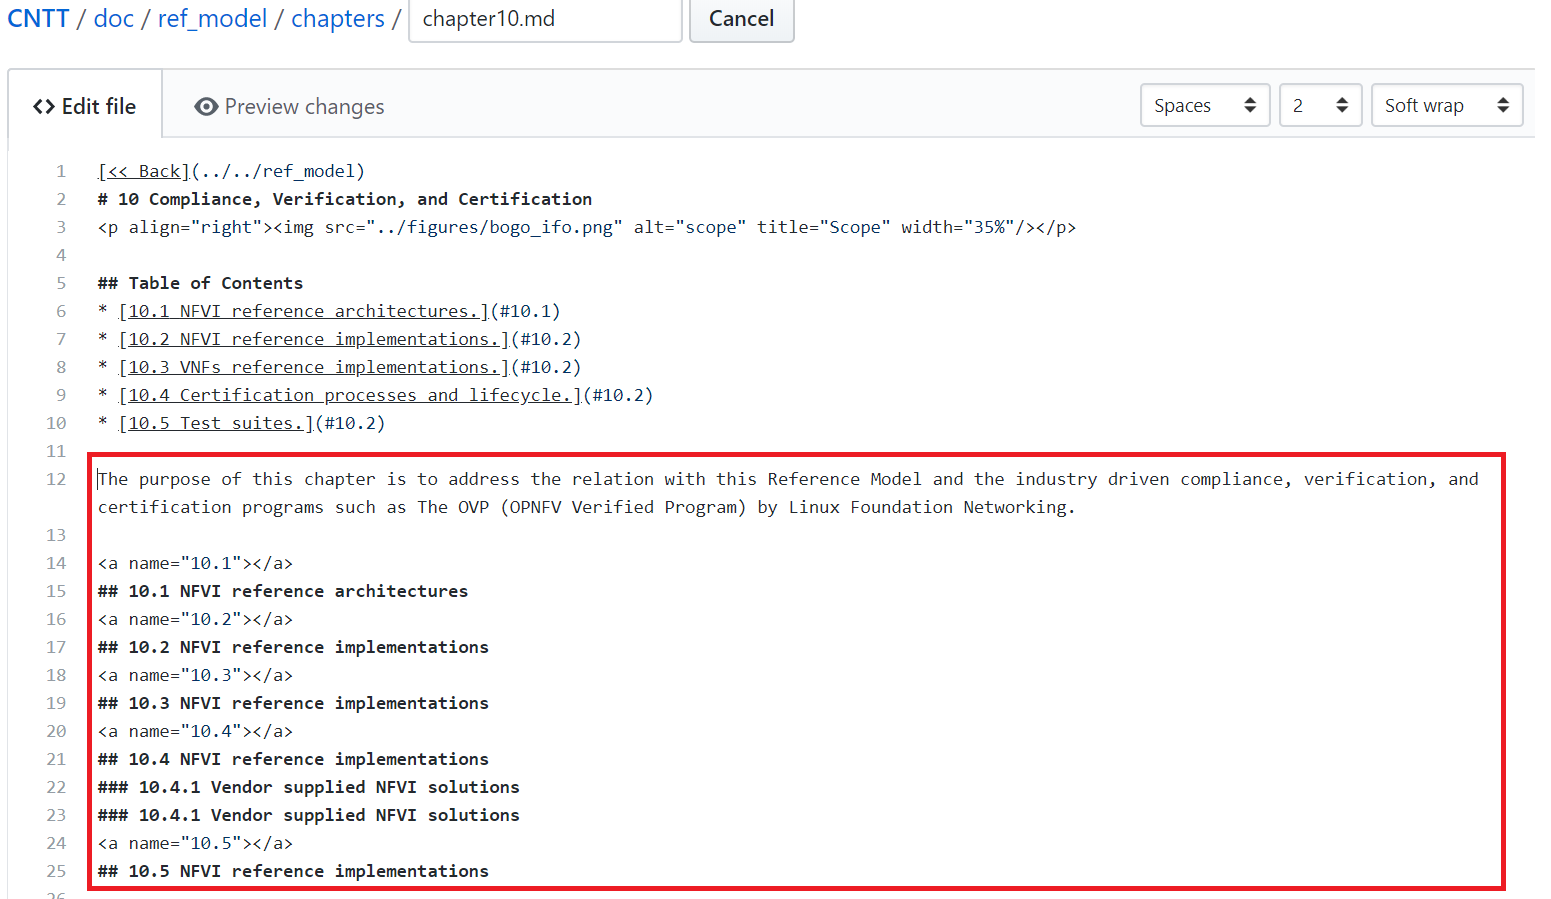 CNTT / doc / ref_model / chapters / chapter10.md Cancel
<> Edit file Preview changes Spaces 2 Soft wrap
1 [<< Back](../../ref_model)
2 # 10 Compliance, Verification, and Certification
3 <p align="right"><img src="../figures/bogo_ifo.png" alt="scope" title="Scope" width="35%"/></p>
4
5 ## Table of Contents
6 * [10.1 NFVI reference architectures.](#10.1)
7 * [10.2 NFVI reference implementations.](#10.2)
8 * [10.3 VNFs reference implementations.](#10.2)
9 * [10.4 Certification processes and lifecycle.](#10.2)
10 * [10.5 Test suites.](#10.2)
11
12 The purpose of this chapter is to address the relation with this Reference Model and the industry driven compliance, verification, and
certification programs such as The OVP (OPNFV Verified Program) by Linux Foundation Networking.
13
14 <a name="10.1"></a>
15 ## 10.1 NFVI reference architectures
16 <a name="10.2"></a>
17 ## 10.2 NFVI reference implementations
18 <a name="10.3"></a>
19 ## 10.3 NFVI reference implementations
20 <a name="10.4"></a>
21 ## 10.4 NFVI reference implementations
22 ### 10.4.1 Vendor supplied NFVI solutions
23 ### 10.4.1 Vendor supplied NFVI solutions
24 <a name="10.5"></a>
25 ## 10.5 NFVI reference implementations
26